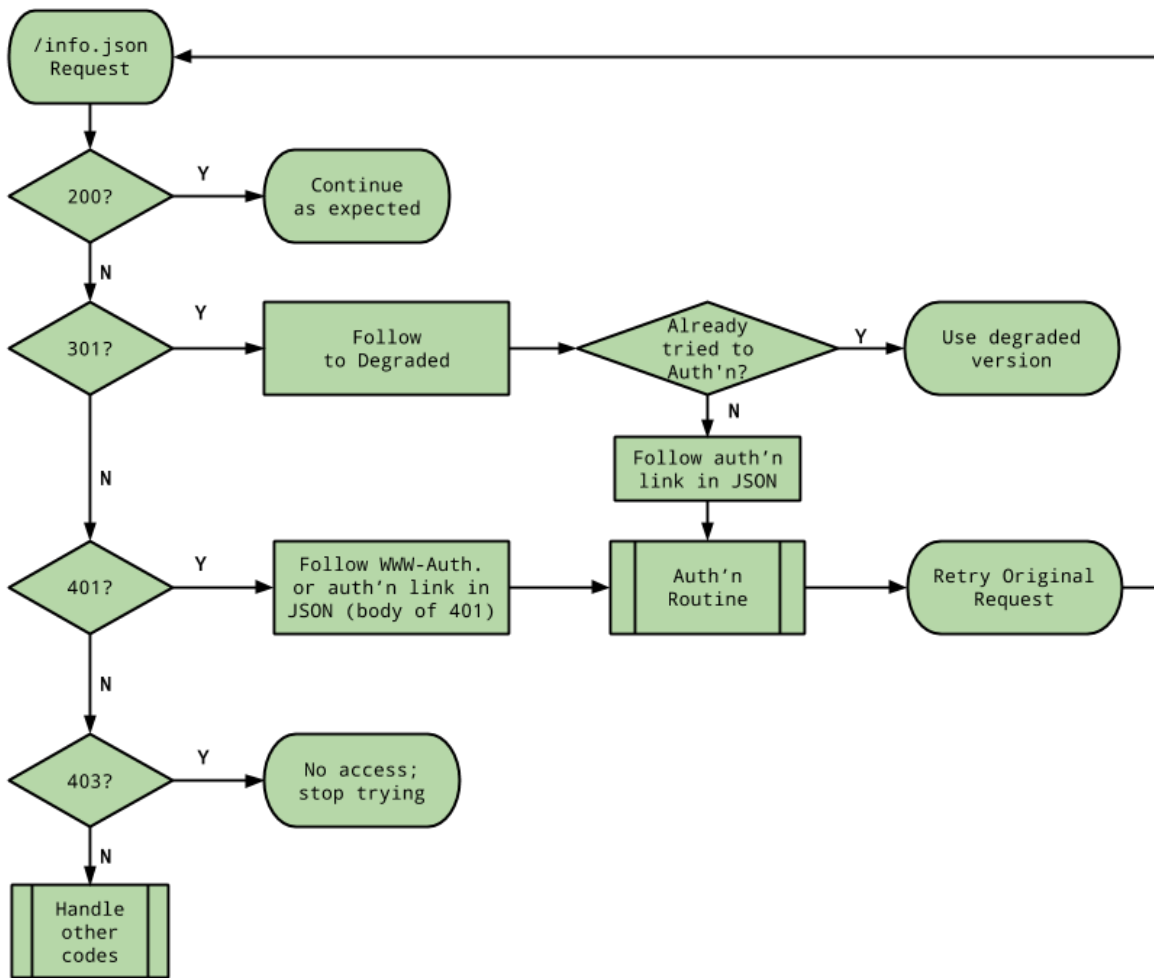 /info.json
Request
200?
Y
Continue
as expected
N
301?
Y
Follow
to Degraded
Already
tried to
Auth'n?
Y
Use degraded
version
N
Follow auth’n
link in JSON
N
401?
Y
Follow WWW-Auth.
or auth’n link in
JSON (body of 401)
Auth’n
Routine
Retry Original
Request
N
403?
Y
No access;
stop trying
N
Handle
other
codes